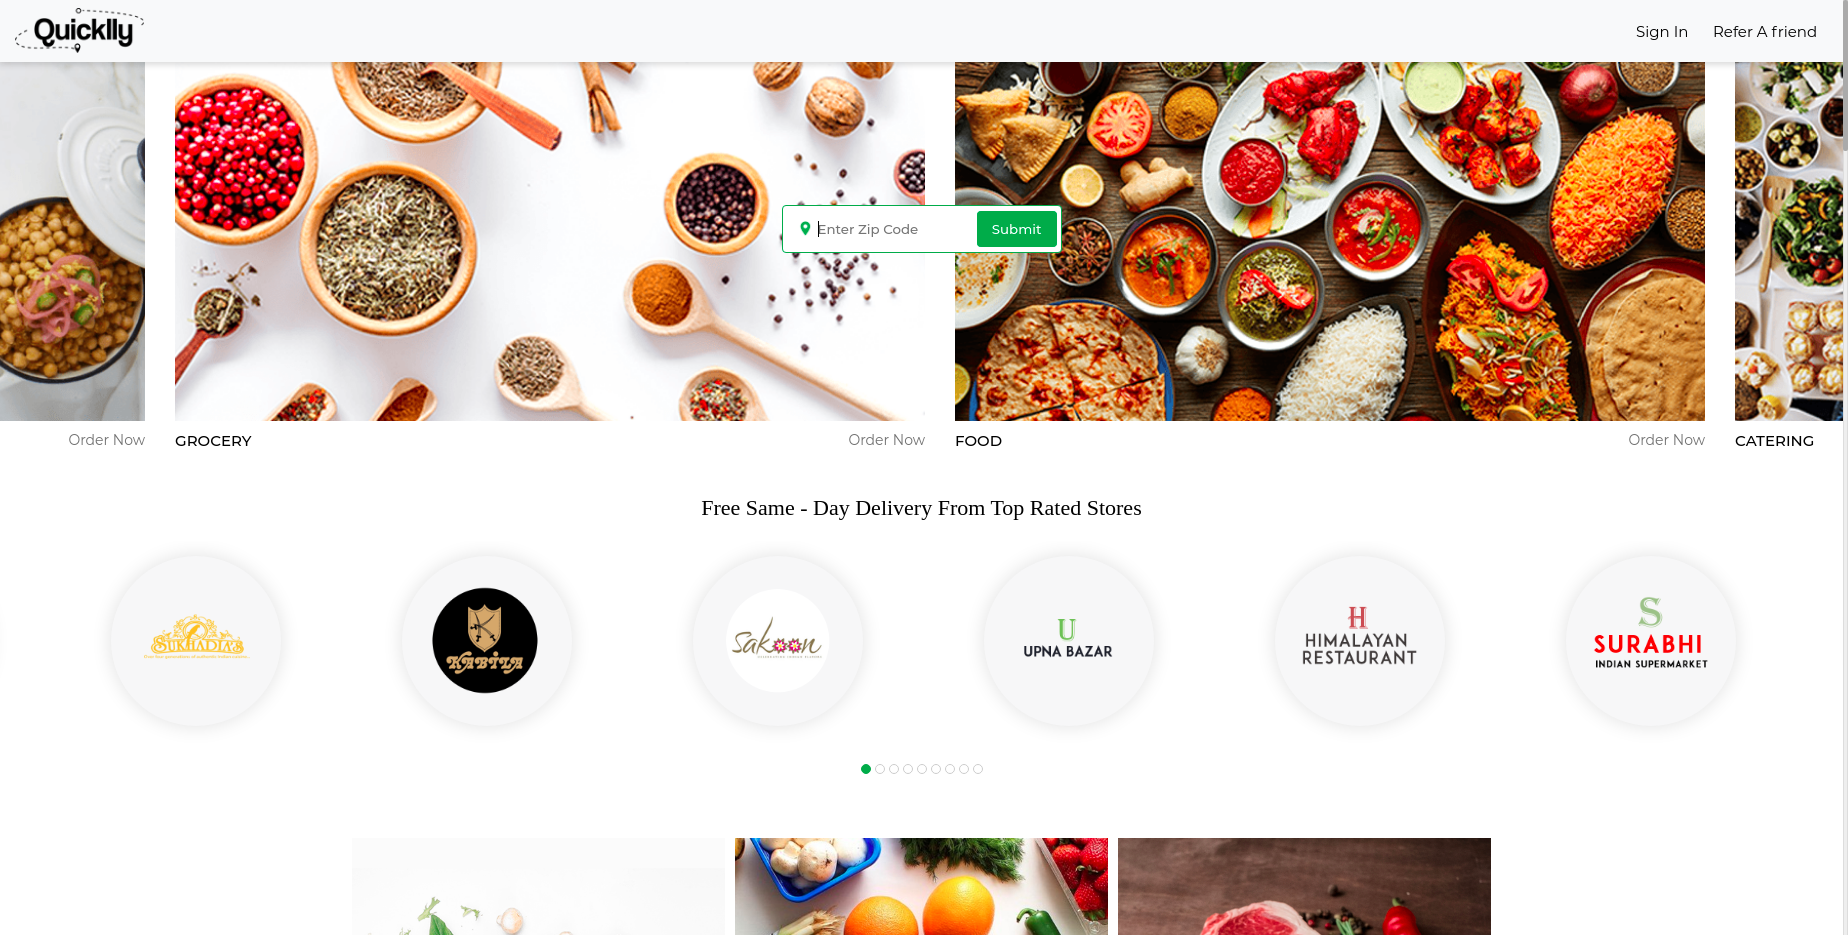 Quicklly
Sign In
Refer A friend
Enter Zip Code
Submit
Order Now
GROCERY
Order Now
FOOD
Order Now
CATERING
Free Same - Day Delivery From Top Rated Stores
SUKHADIA'S
KABILA
sakoon
U
UPNA BAZAR
H
HIMALAYAN
RESTAURANT
S
SURABHI
INDIAN SUPERMARKET